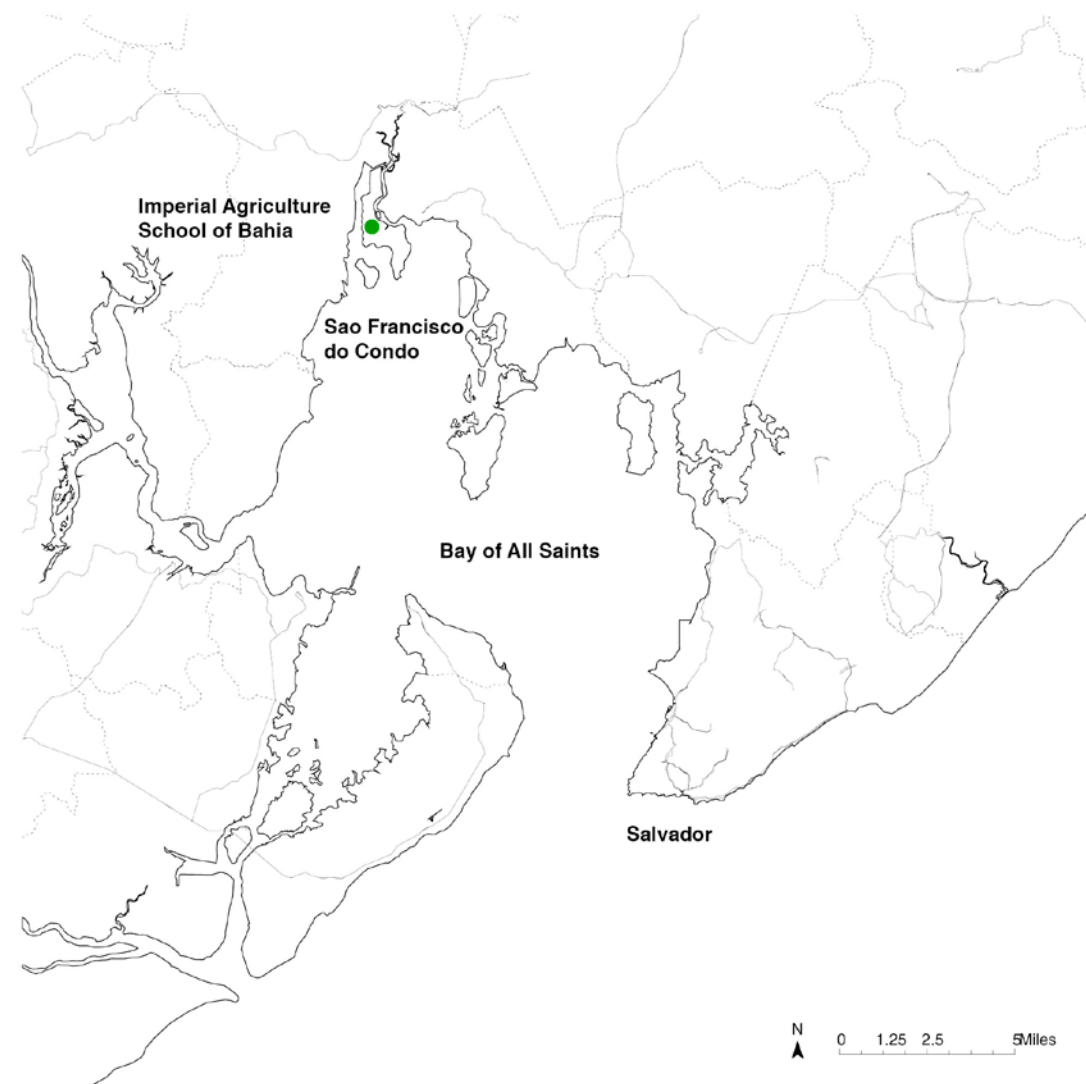 Imperial Agriculture
School of Bahia
Sao Francisco
do Condo
Bay of All Saints
Salvador
N
0 1.25 2.5 5Miles